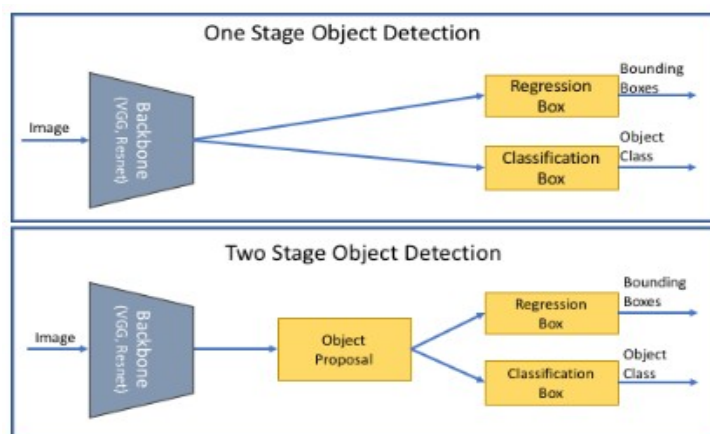 One Stage Object Detection
Image
Backbone
(VGG, Resnet)
Regression
Box
Bounding
Boxes
Classification
Box
Object
Class
Two Stage Object Detection
Image
Backbone
(VGG, Resnet)
Object
Proposal
Regression
Box
Bounding
Boxes
Classification
Box
Object
Class